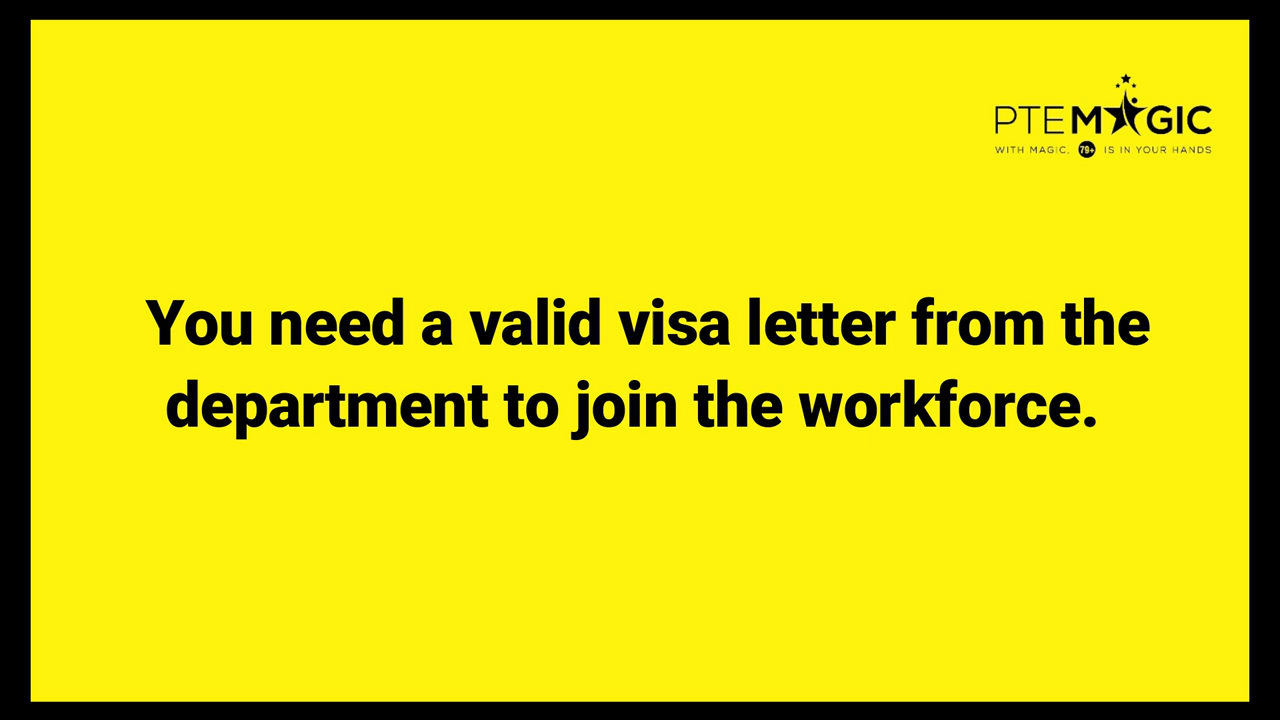 PTEMAGIC
WITH MAGIC, 79+ IS IN YOUR HANDS
You need a valid visa letter from the
department to join the workforce.